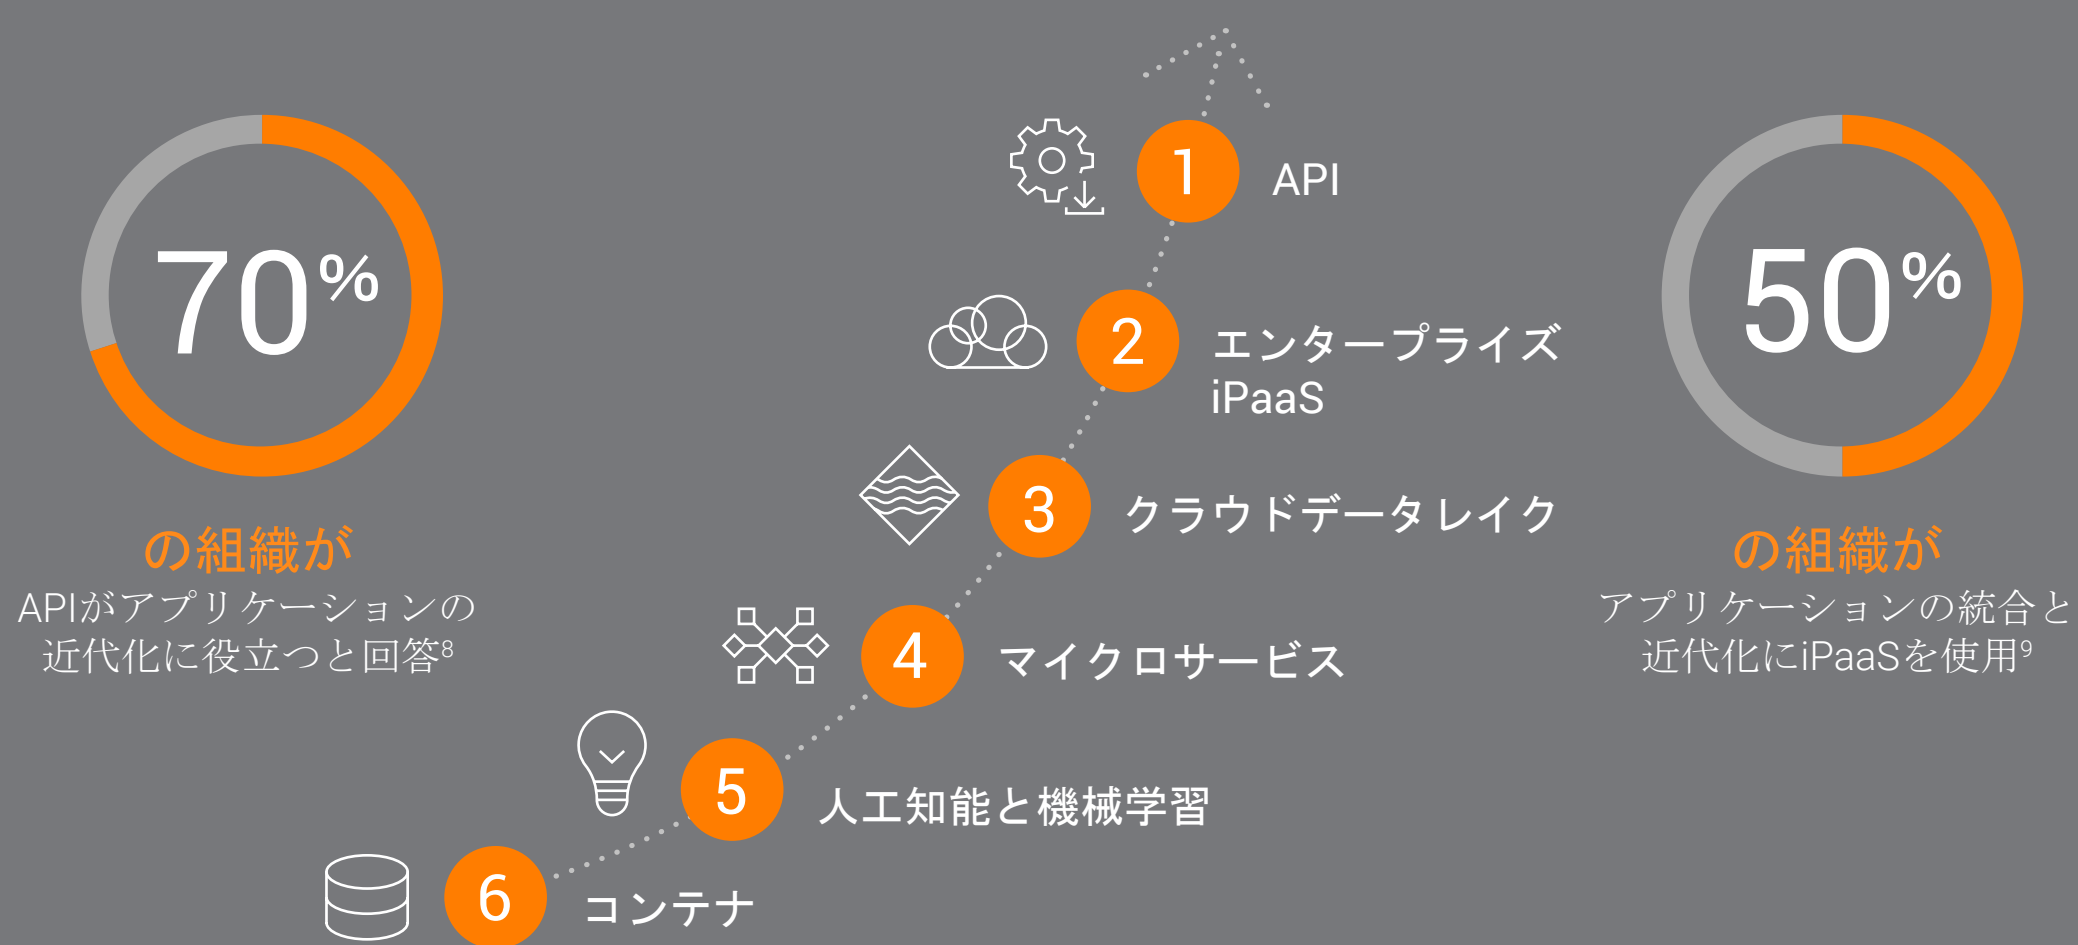 70%
の組織が
APIがアプリケーションの
近代化に役立つと回答8
1
API
2
エンタープライズ
iPaaS
3
クラウドデータレイク
4
マイクロサービス
5
人工知能と機械学習
6
コンテナ
50%
の組織が
アプリケーションの統合と
近代化にiPaaSを使用9